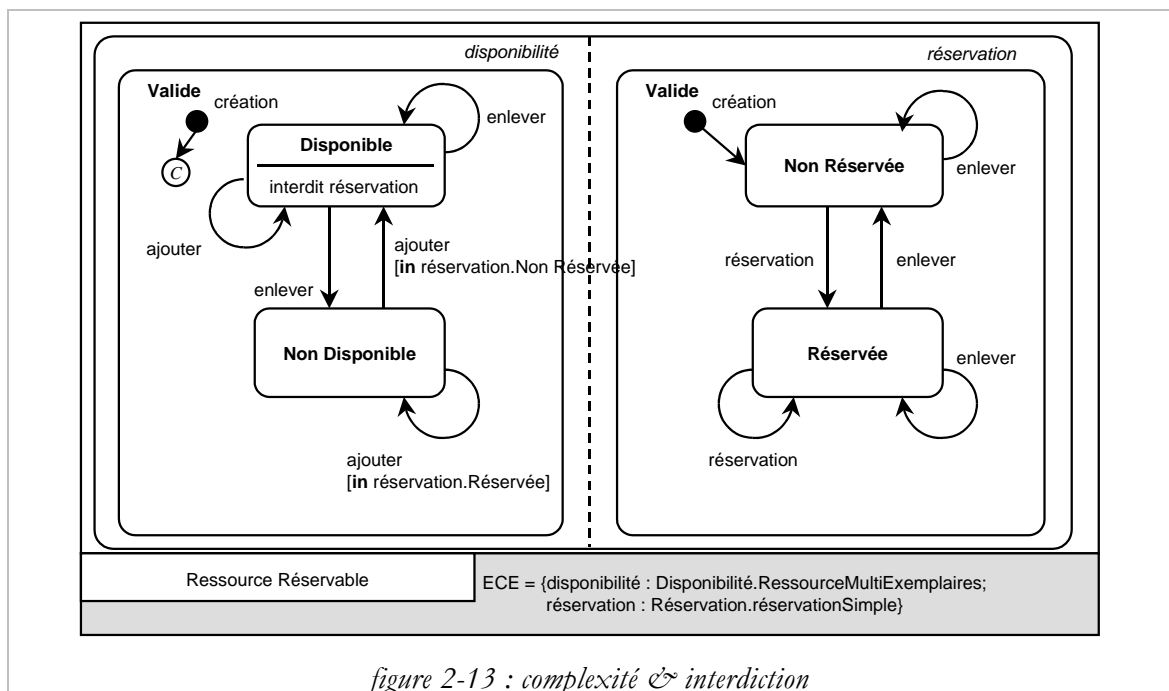 disponibilité
réservation
Valide
création
enlever
Disponible
interdit réservation
C
ajouter
ajouter
[in réservation.Non Réservée]
enlever
Non Disponible
ajouter
[in réservation.Réservée]
Valide
création
Non Réservée
enlever
réservation
enlever
Réservée
enlever
réservation
Ressource Réservable
ECE = {disponibilité : Disponibilité.RessourceMultiExemplaires;
réservation : Réservation.réservationSimple}
figure 2-13 : complexité & interdiction